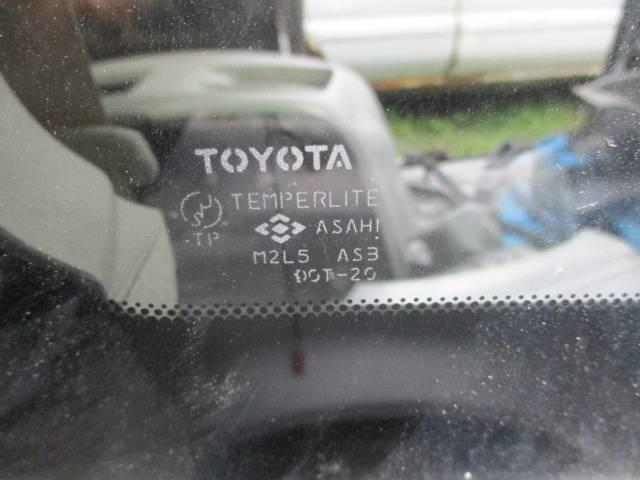 TOYOTA
TEMPERLITE
TP ASAHI
M2L5 AS3
DOT-20